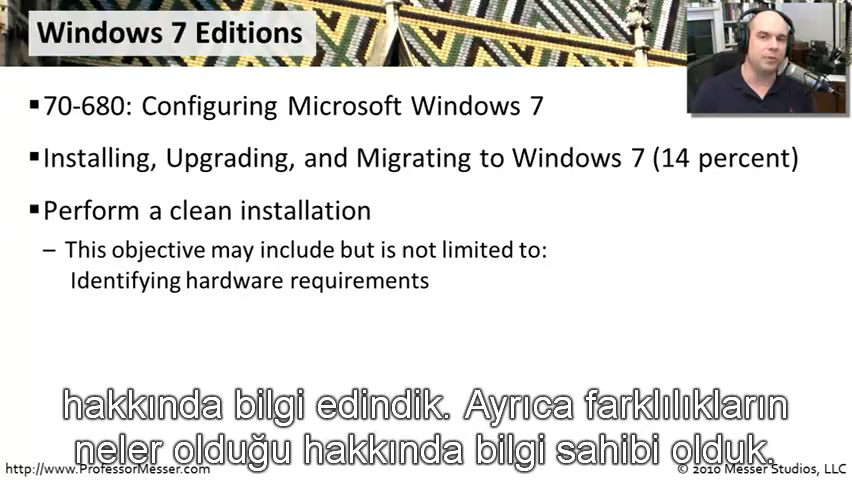 Windows 7 Editions
▪70-680: Configuring Microsoft Windows 7
▪Installing, Upgrading, and Migrating to Windows 7 (14 percent)
▪Perform a clean installation
– This objective may include but is not limited to:
Identifying hardware requirements
hakkında bilgi edindik. Ayrıca farklılıkların
neler olduğu hakkında bilgi sahibi olduk.
http://www.ProfessorMesser.com
© 2010 Messer Studios, LLC